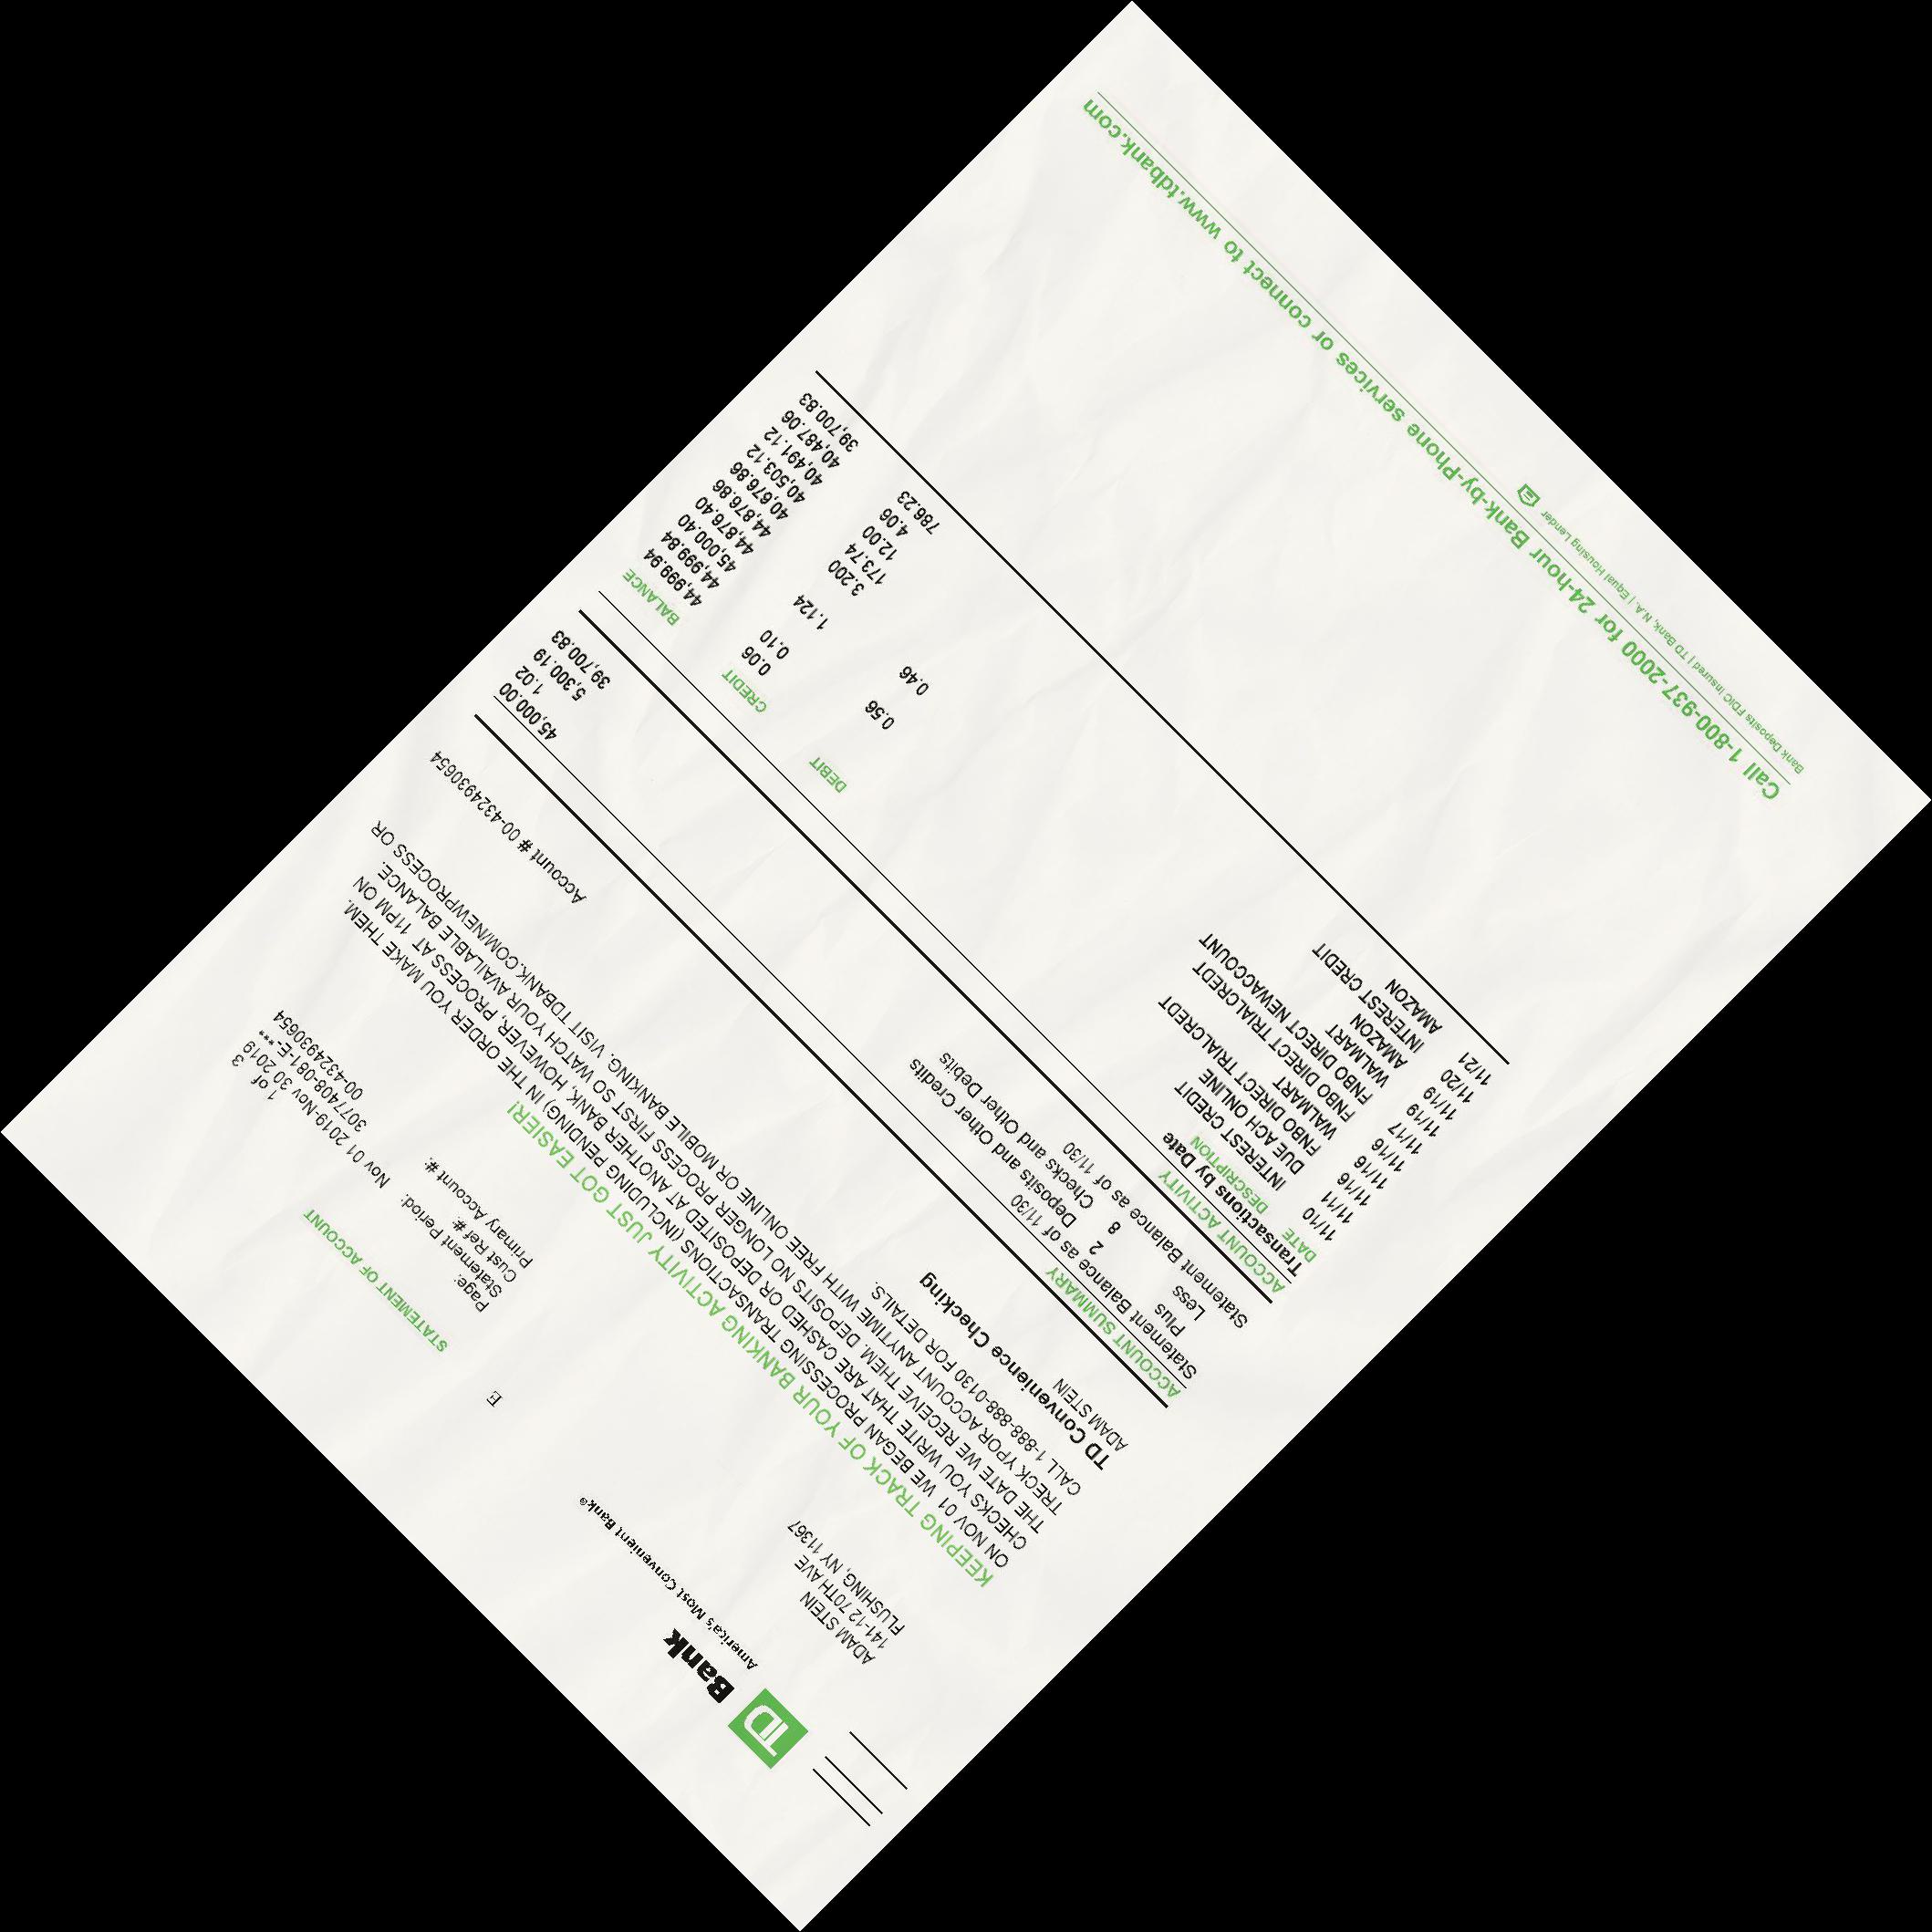 TD Bank
America's Most Convenient Bank®
E
STATEMENT OF ACCOUNT
ADAM STEIN
141-12 70TH AVE
FLUSHING, NY 11367
Page: 1 of 3
Statement Period: Nov 01 2019-Nov 30 2019
Cust Ref #: 3077408-081-E-***
Primary Account #: 00-4324930654
KEEPING TRACK OF YOUR BANKING ACTIVITY JUST GOT EASIER!
ON NOV 01 WE BEGAN PROCESSING TRANSACTIONS (INCLUDING PENDING) IN THE ORDER YOU MAKE THEM.
CHECKS YOU WRITE THAT ARE CASHED OR DEPOSITED AT ANOTHER BANK, HOWEVER, PROCESS AT 11PM ON
THE DATE WE RECEIVE THEM. DEPOSITS NO LONGER PROCESS FIRST SO WATCH YOUR AVAILABLE BALANCE.
TRECK YPOR ACCOUNT ANYTIME WITH FREE ONLINE OR MOBILE BANKING. VISIT TDBANK.COM/NEWPROCESS OR
CALL 1-888-888-0130 FOR DETAILS.
TD Convenience Checking
ADAM STEIN
Account # 00-4324930654
ACCOUNT SUMMARY
Statement Balance as of 11/30 45,000.00
Plus 2 Deposits and Other Credits 1.02
Less 8 Checks and Other Debits 5,300.19
Statement Balance as of 11/30 39,700.83
ACCOUNT ACTIVITY
Transactions by Date
DATE DESCRIPTION DEBIT CREDIT BALANCE
11/10 INTEREST CREDIT 0.06 44,999.94
11/11 DUE ACH ONLINE 0.10 44,999.84
11/16 FNBO DIRECT TRIALCREDT 0.56 45,000.40
11/16 WALMART 1.124 44,876.40
11/16 FNBO DIRECT TRIALCREDT 0.46 44,876.86
11/17 FNBO DIRECT NEWACCOUNT 3.200 40,676.86
11/19 WALMART 173.74 40,503.12
11/19 AMAZON 12.00 40,491.12
11/20 INTEREST CREDIT 4.06 40,487.06
11/21 AMAZON 786.23 39,700.83
Call 1-800-937-2000 for 24-hour Bank-by-Phone services or connect to www.tdbank.com
Bank Deposits FDIC Insured | TD Bank, N.A. | Equal Housing Lender